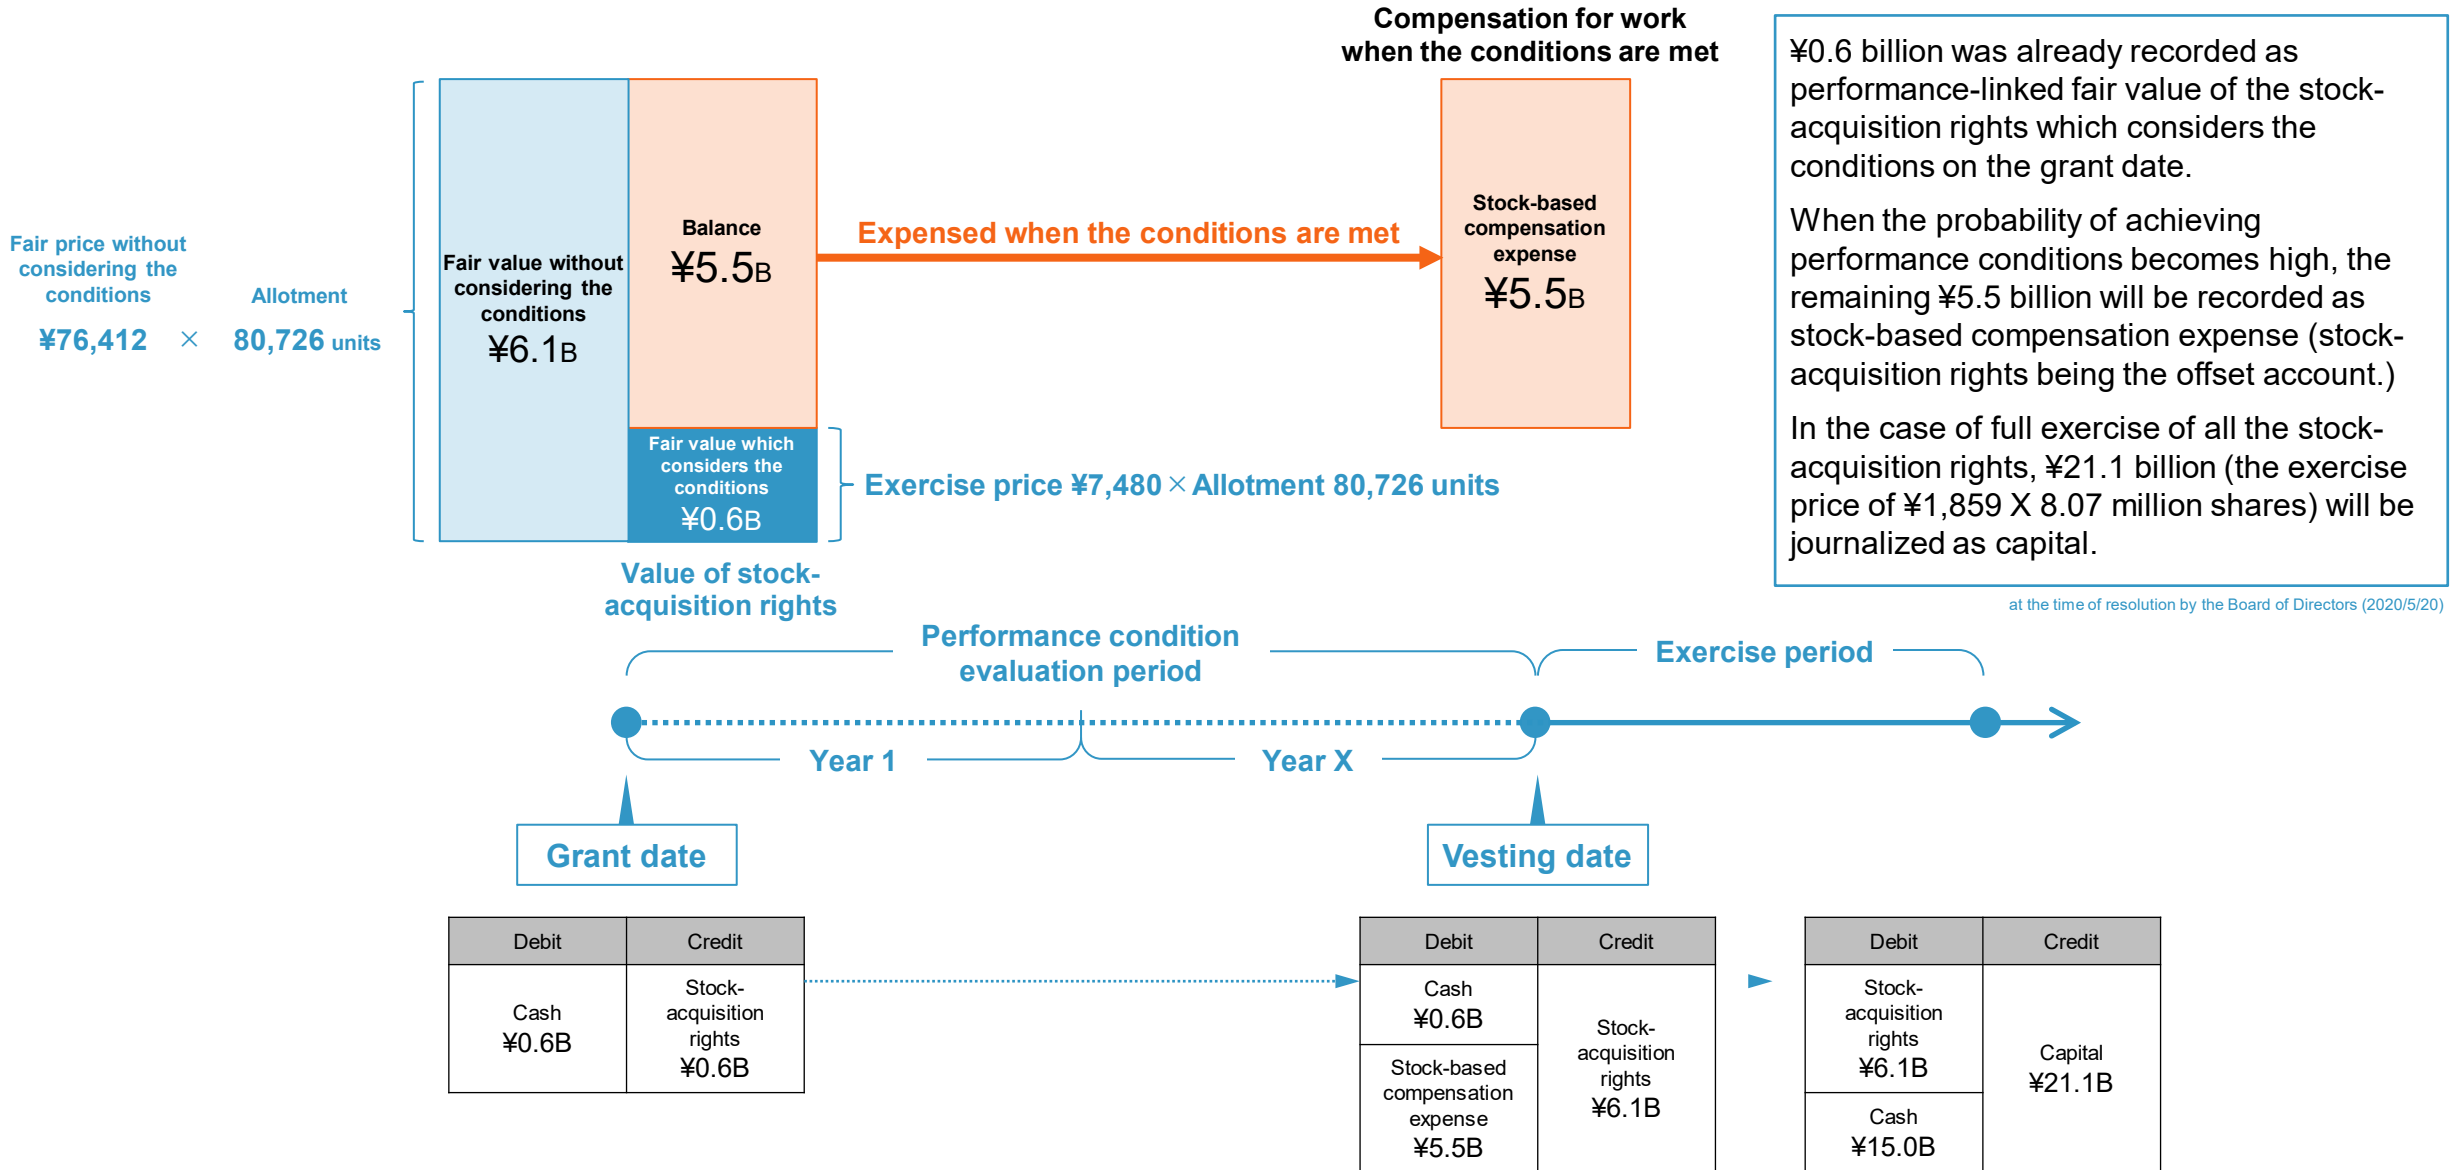 Compensation for work
when the conditions are met
¥0.6 billion was already recorded as
performance-linked fair value of the stock-
acquisition rights which considers the
conditions on the grant date.
When the probability of achieving
performance conditions becomes high, the
remaining ¥5.5 billion will be recorded as
stock-based compensation expense (stock-
acquisition rights being the offset account.)
In the case of full exercise of all the stock-
acquisition rights, ¥21.1 billion (the exercise
price of ¥1,859 X 8.07 million shares) will be
journalized as capital.
at the time of resolution by the Board of Directors (2020/5/20)
Fair price without
considering the
conditions
¥76,412
×
Allotment
80,726 units
Fair value without
considering the
conditions
¥6.1B
Balance
¥5.5B
Expensed when the conditions are met
Stock-based
compensation
expense
¥5.5B
Fair value which
considers the
conditions
¥0.6B
Exercise price ¥7,480×Allotment 80,726 units
Value of stock-
acquisition rights
Performance condition
evaluation period
Exercise period
Year 1
Year X
Grant date
Vesting date
Debit
Credit
Cash
¥0.6B
Stock-
acquisition
rights
¥0.6B
Debit
Credit
Cash
¥0.6B
Stock-based
compensation
expense
¥5.5B
Stock-
acquisition
rights
¥6.1B
Debit
Credit
Stock-
acquisition
rights
¥6.1B
Cash
¥15.0B
Capital
¥21.1B